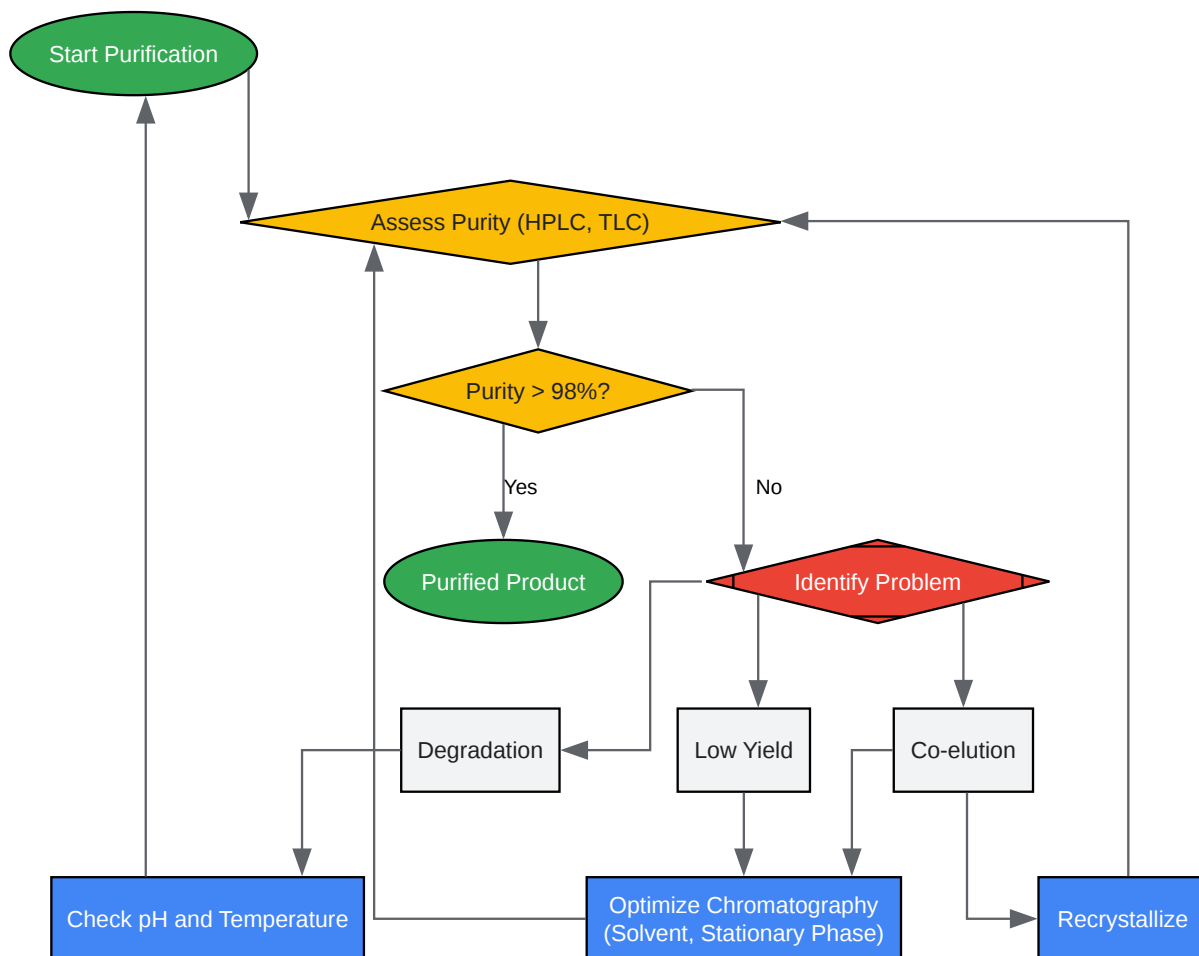 Start Purification
Assess Purity (HPLC, TLC)
Purity > 98%?
Yes
No
Purified Product
Identify Problem
Degradation
Low Yield
Co-elution
Check pH and Temperature
Optimize Chromatography
(Solvent, Stationary Phase)
Recrystallize